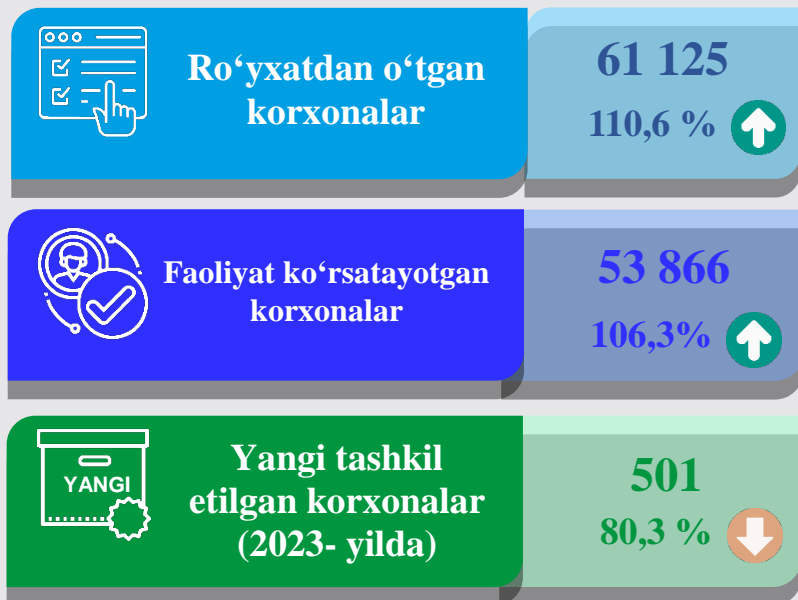 Ro‘yxatdan o‘tgan
korxonalar
61 125
110,6 %
Faoliyat ko‘rsatayotgan
korxonalar
53 866
106,3%
YANGI
Yangi tashkil
etilgan korxonalar
(2023- yilda)
501
80,3 %